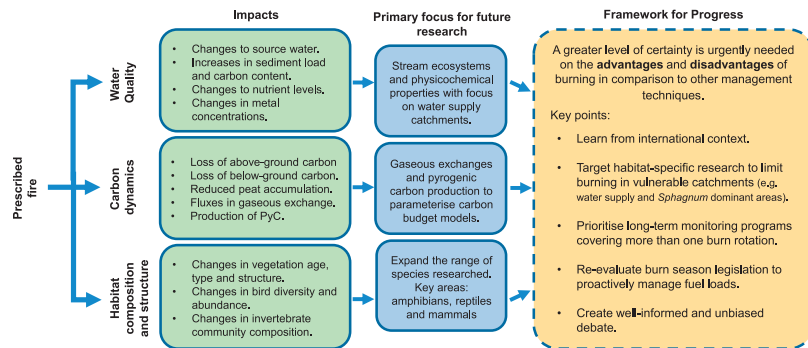 Impacts
Primary focus for future
research
Framework for Progress
Prescribed
fire
Water
Quality
• Changes to source water.
• Increases in sediment load
and carbon content.
• Changes to nutrient levels.
• Changes in metal
concentrations.
Stream ecosystems
and physicochemical
properties with focus
on water supply
catchments.
Carbon
dynamics
• Loss of above-ground carbon
• Loss of below-ground carbon.
• Reduced peat accumulation.
• Fluxes in gaseous exchange.
• Production of PyC.
Gaseous exchanges
and pyrogenic
carbon production to
parameterise carbon
budget models.
Habitat
composition
and structure
• Changes in vegetation age,
type and structure.
• Changes in bird diversity and
abundance.
• Changes in invertebrate
community composition.
Expand the range of
species researched.
Key areas:
amphibians, reptiles
and mammals
A greater level of certainty is urgently needed
on the advantages and disadvantages of
burning in comparison to other management
techniques.
Key points:
• Learn from international context.
• Target habitat-specific research to limit
burning in vulnerable catchments (e.g.
water supply and Sphagnum dominant areas).
• Prioritise long-term monitoring programs
covering more than one burn rotation.
• Re-evaluate burn season legislation to
proactively manage fuel loads.
• Create well-informed and unbiased
debate.